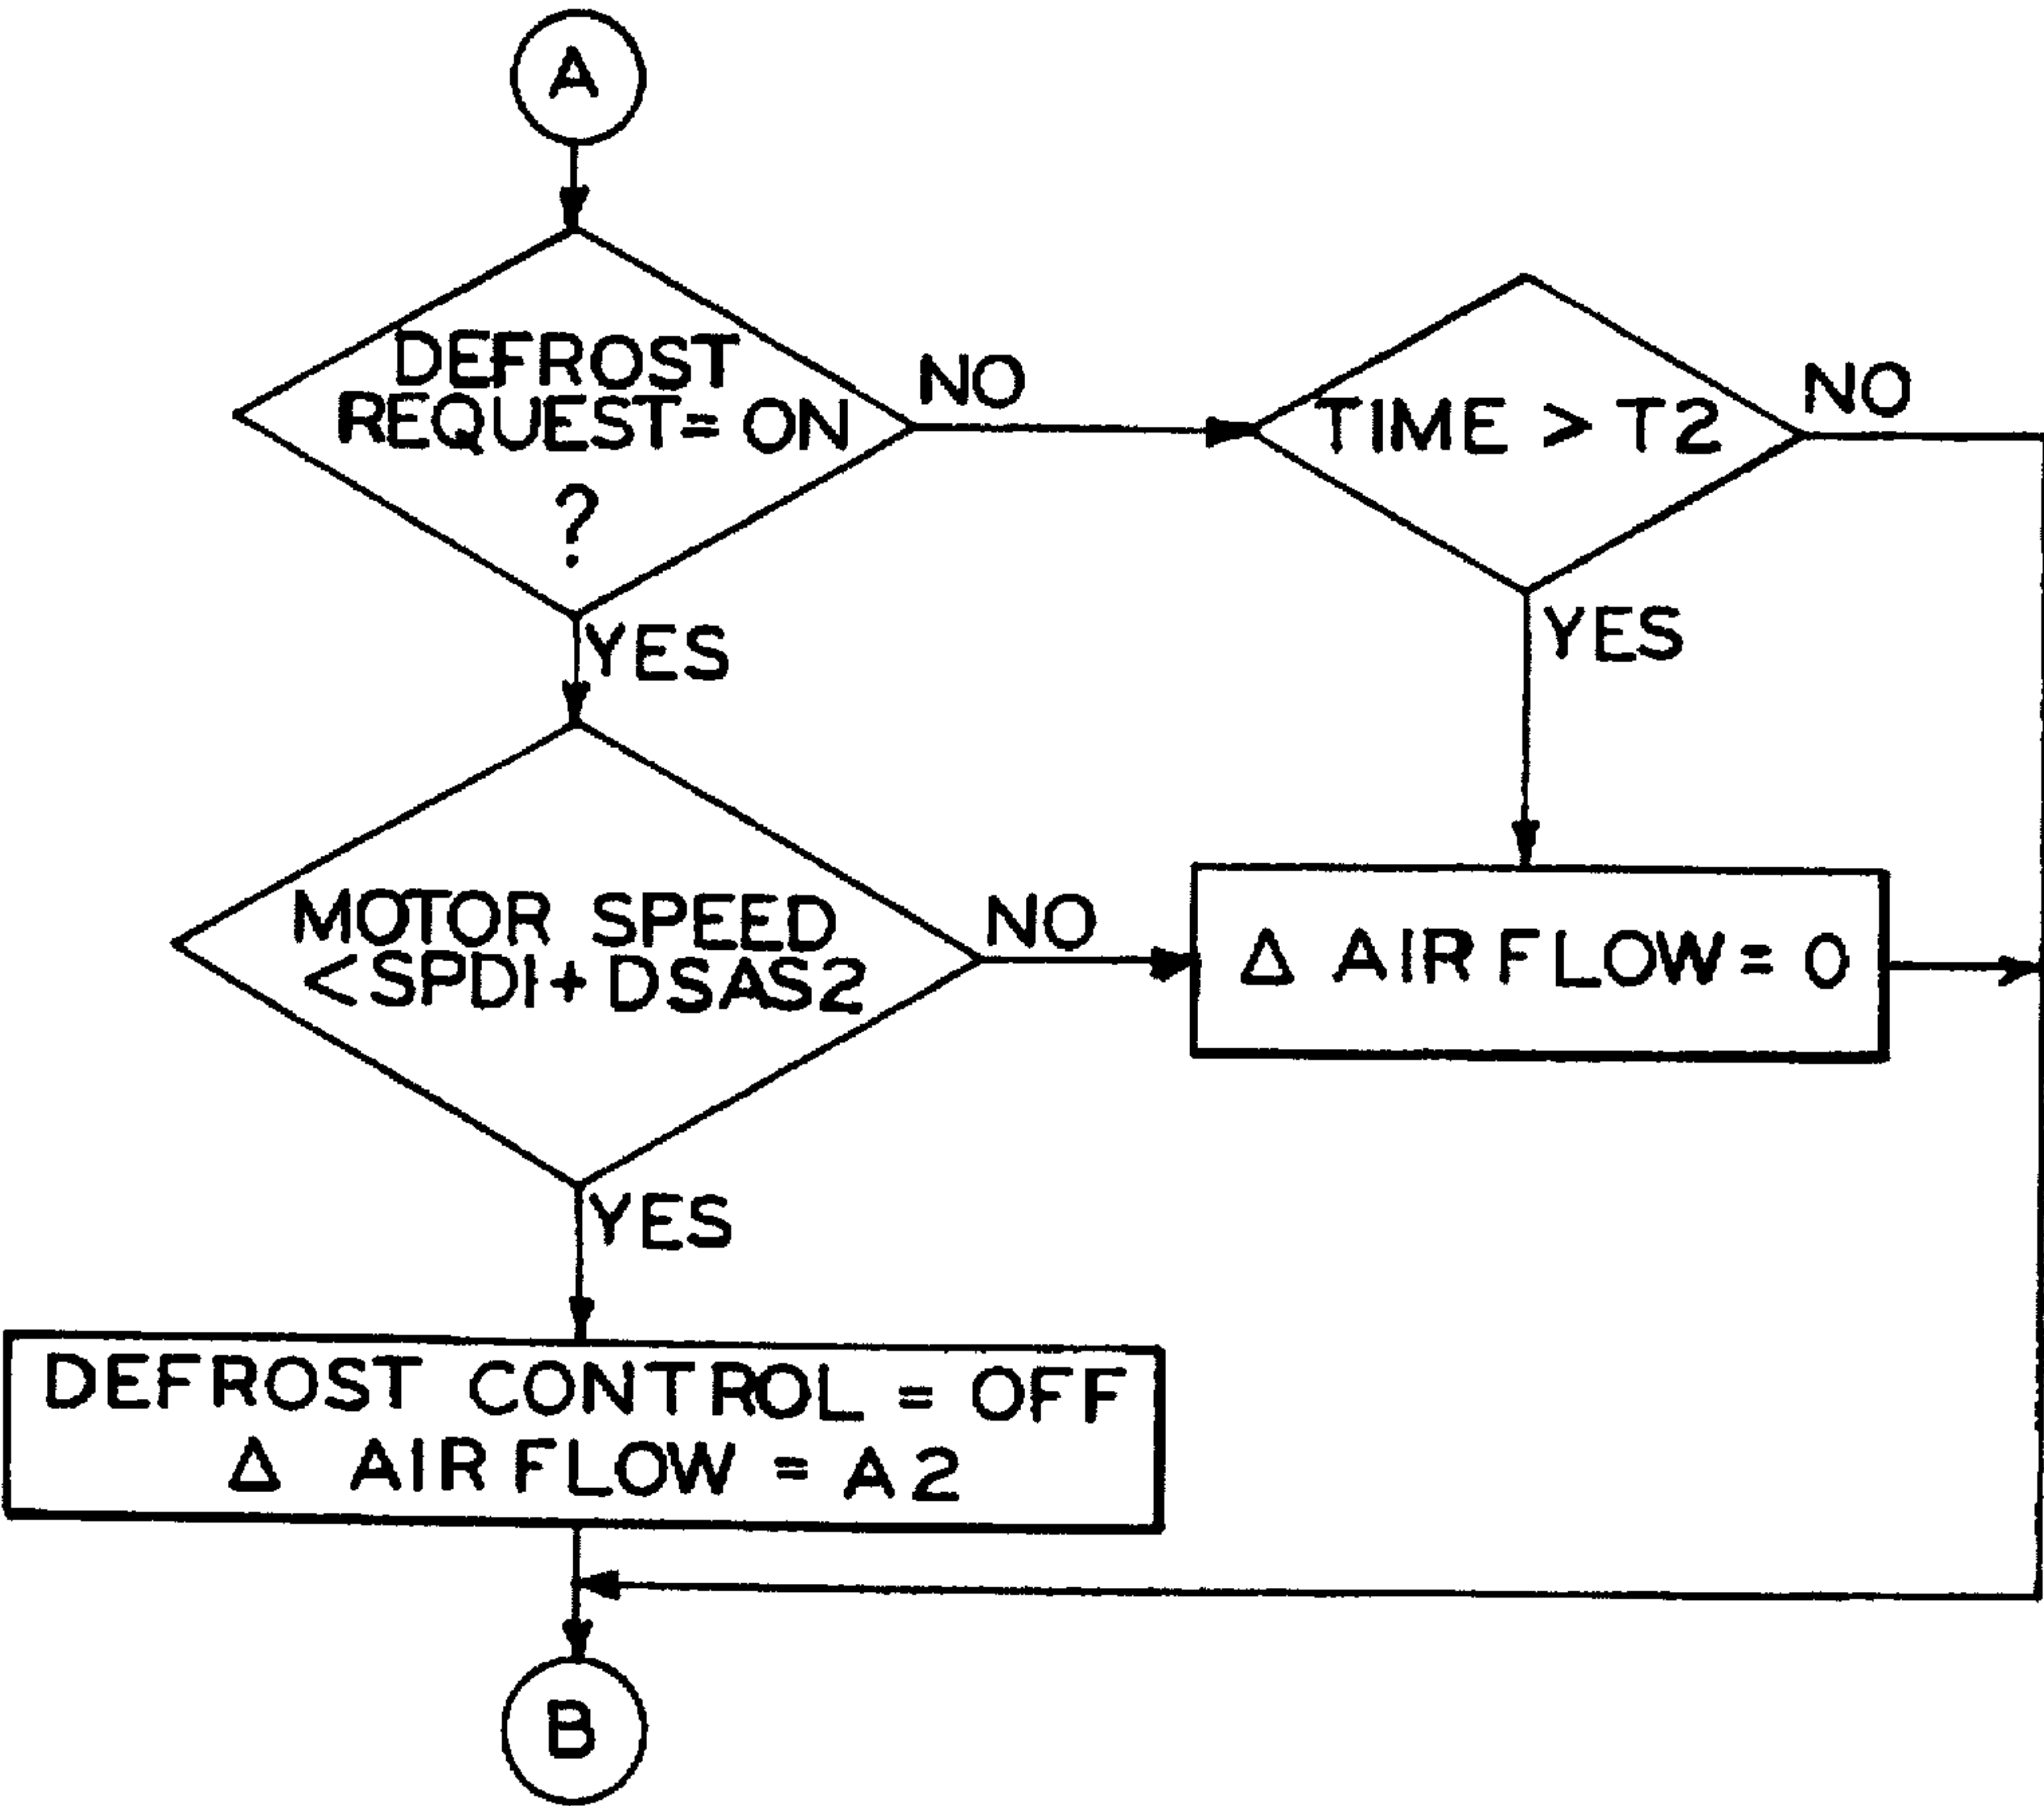 A
DEFROST
REQUEST = ON
?
NO
TIME > T2
NO
YES
YES
MOTOR SPEED
<SPD1+ DSAS2
NO
Δ AIR FLOW = 0
YES
DEFROST CONTROL = OFF
Δ AIR FLOW = A2
B